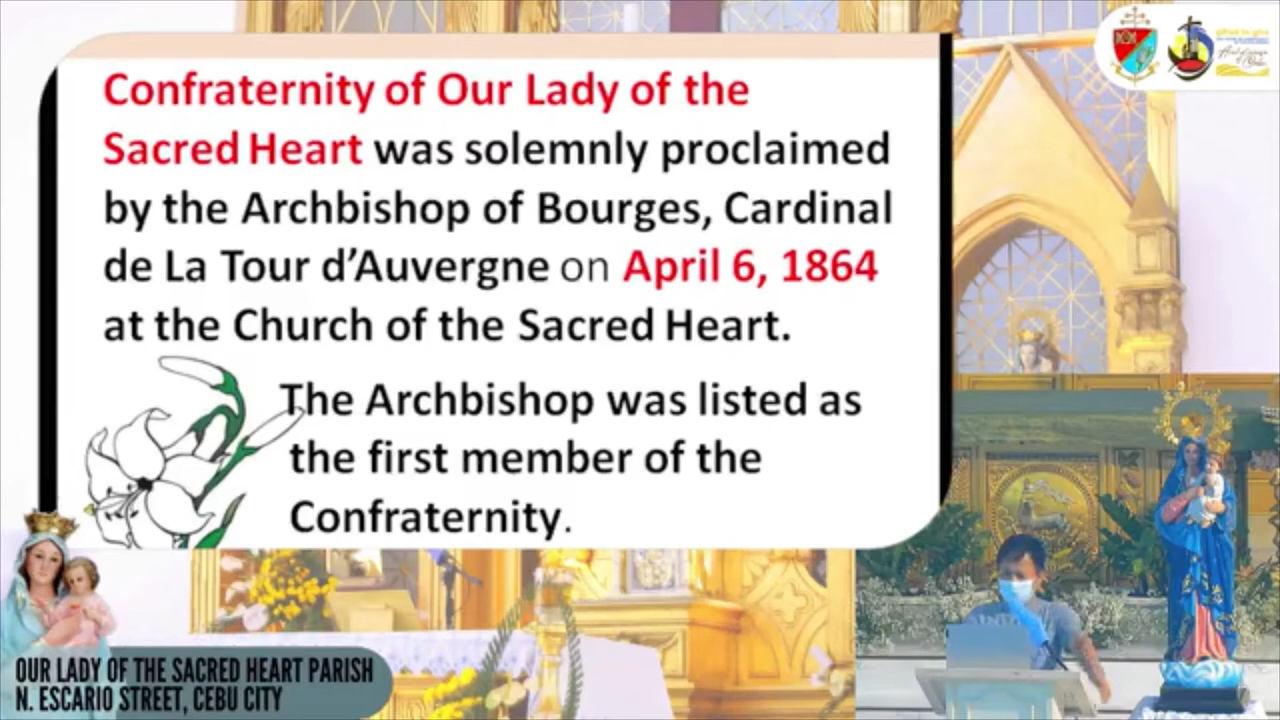 Confraternity of Our Lady of the
Sacred Heart was solemnly proclaimed
by the Archbishop of Bourges, Cardinal
de La Tour d’Auvergne on April 6, 1864
at the Church of the Sacred Heart.
The Archbishop was listed as
the first member of the
Confraternity.
OUR LADY OF THE SACRED HEART PARISH
N. ESCARIO STREET, CEBU CITY